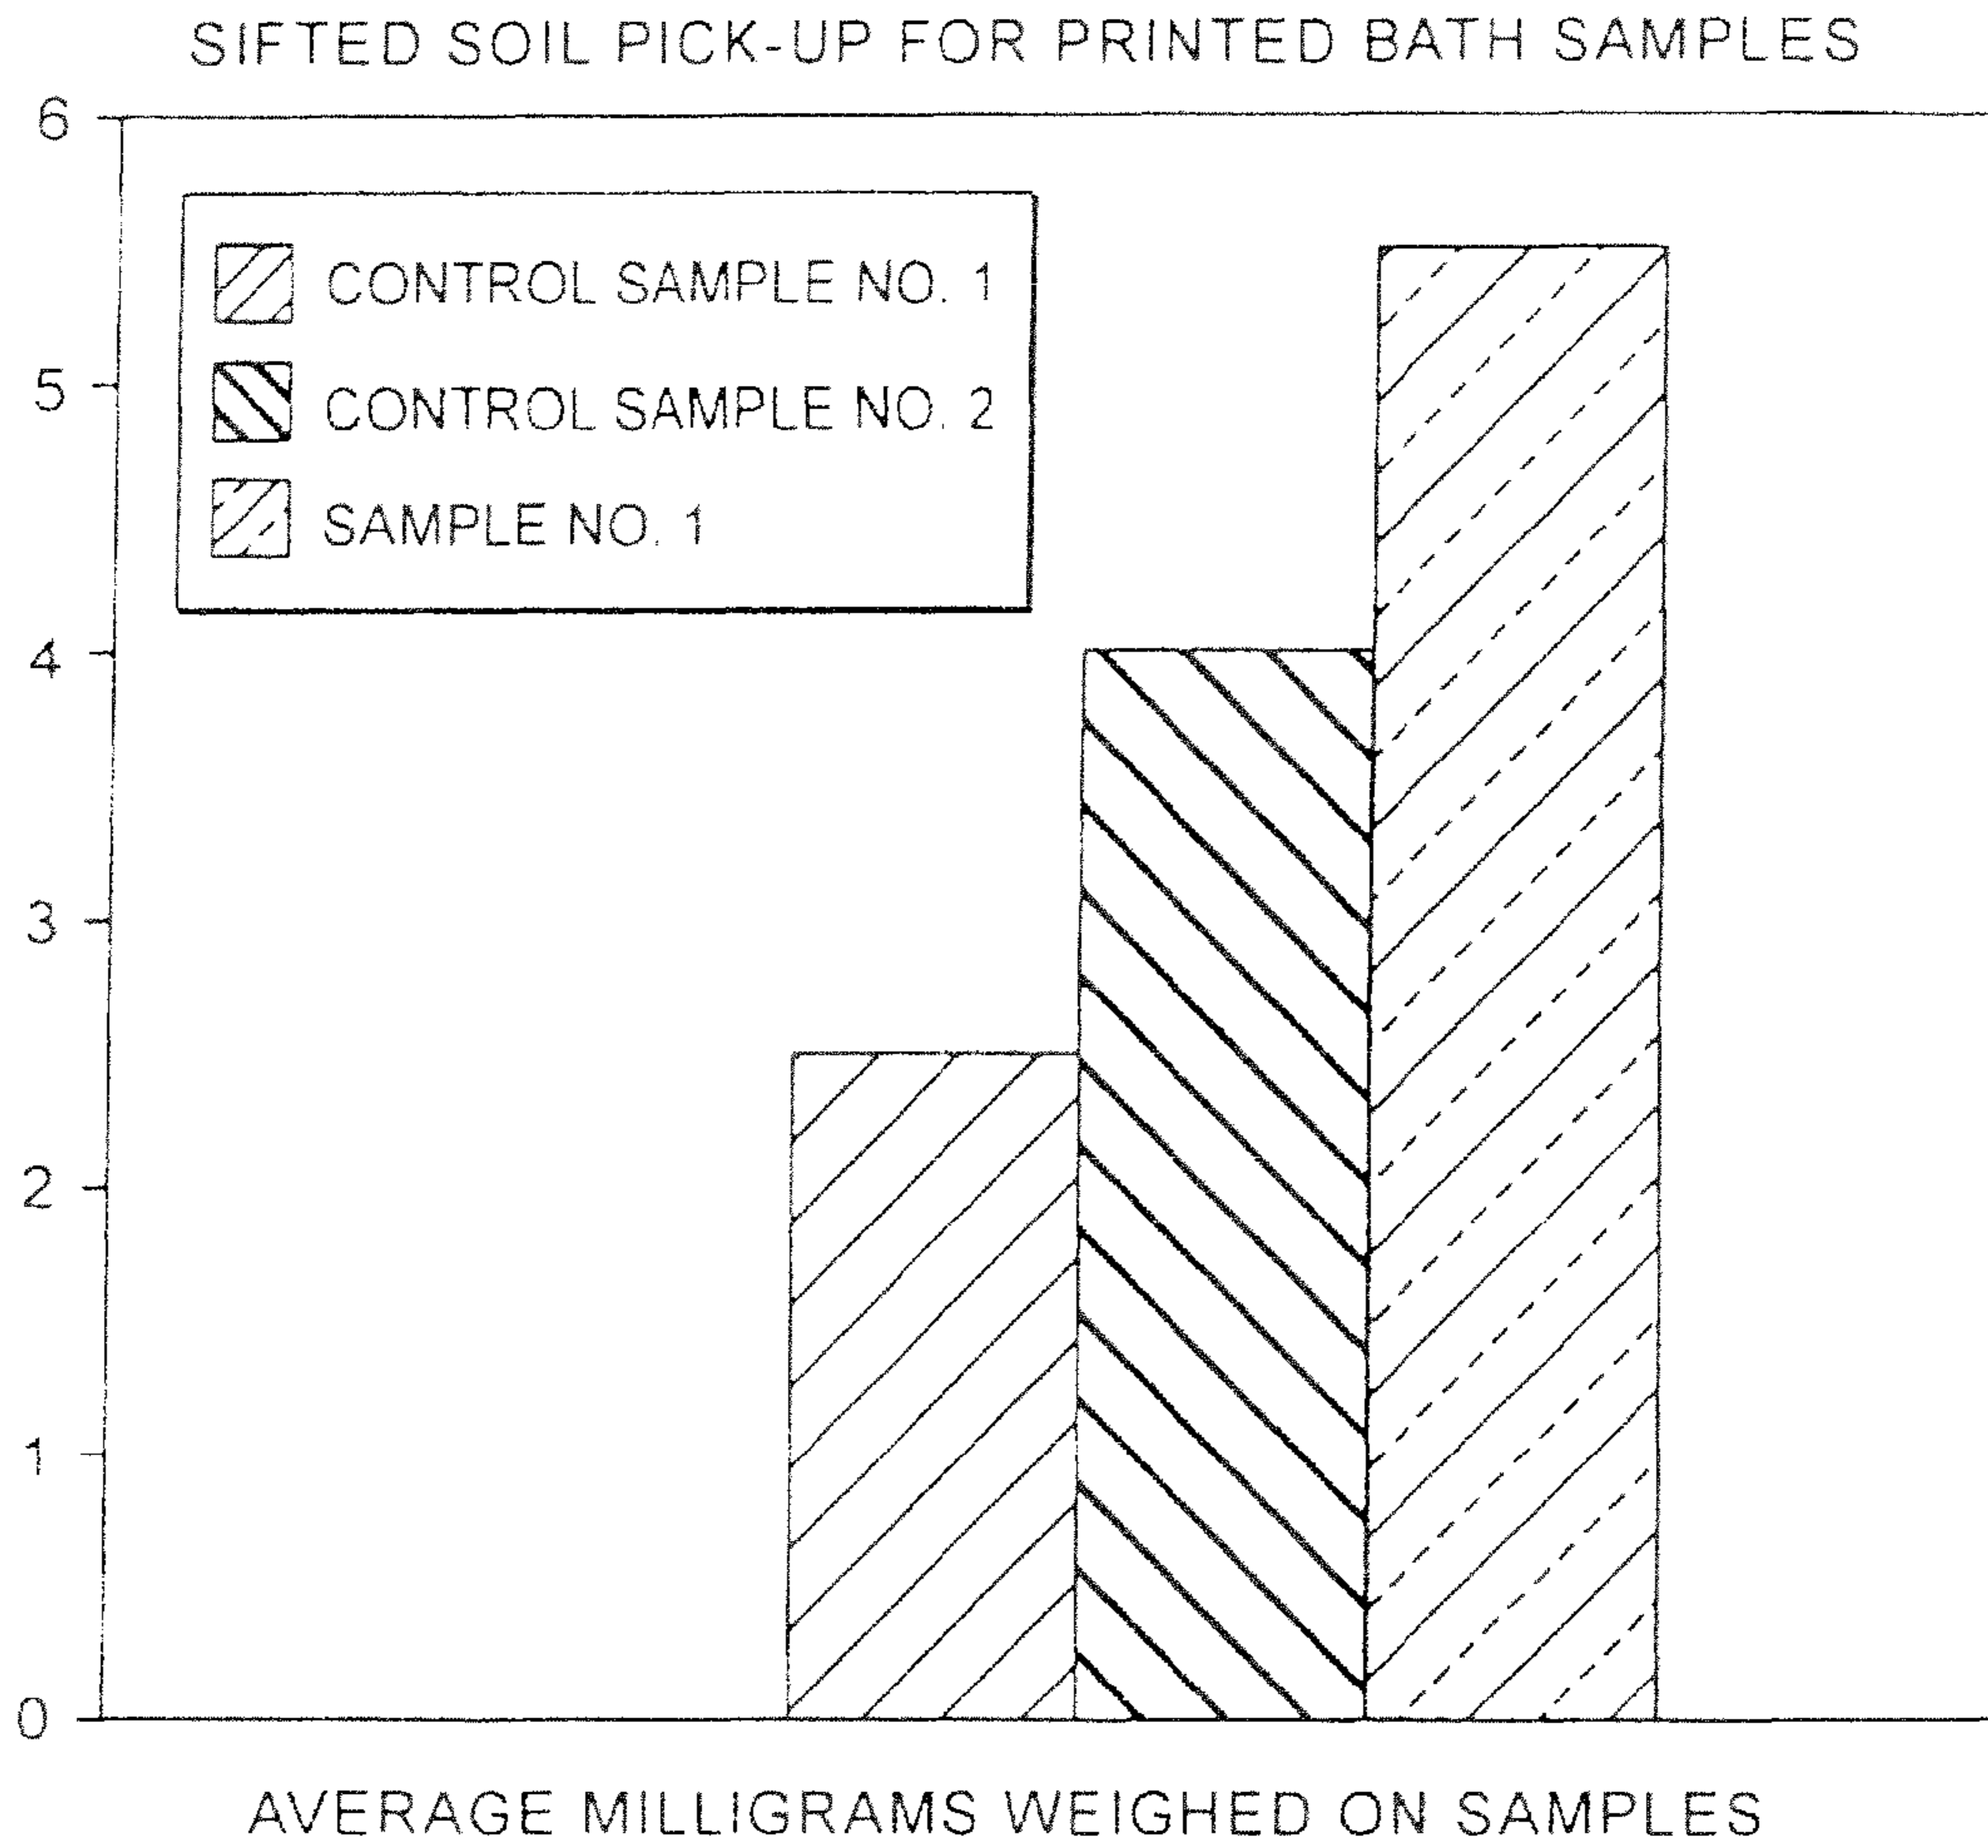 SIFTED SOIL PICK-UP FOR PRINTED BATH SAMPLES
6
CONTROL SAMPLE NO. 1
5
CONTROL SAMPLE NO. 2
SAMPLE NO. 1
4
3
2
1
0
AVERAGE MILLIGRAMS WEIGHED ON SAMPLES